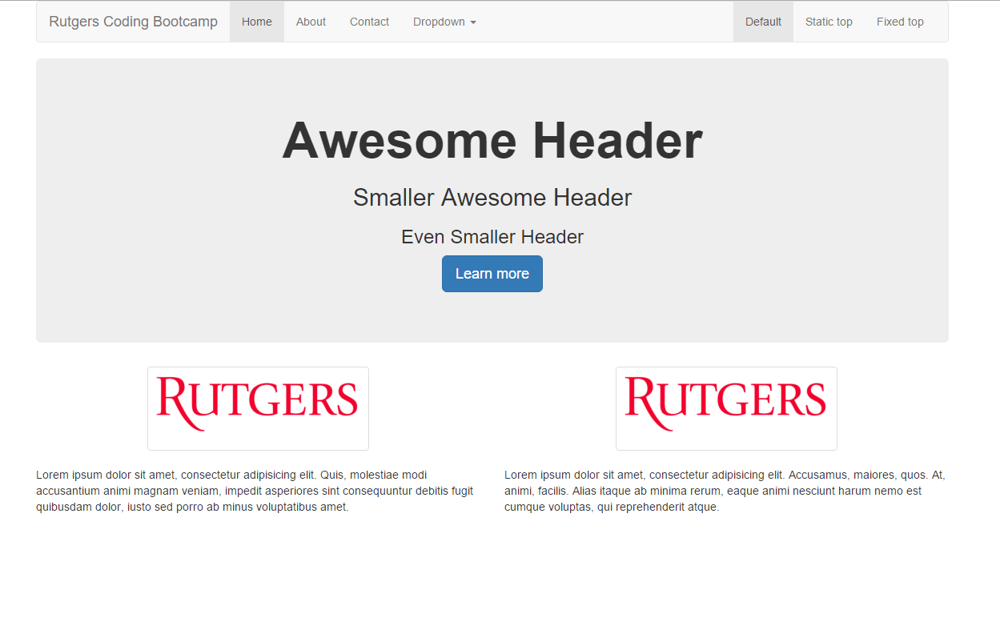 Rutgers Coding Bootcamp Home About Contact Dropdown Default Static top Fixed top
Awesome Header
Smaller Awesome Header
Even Smaller Header
Learn more
RUTGERS
RUTGERS
Lorem ipsum dolor sit amet, consectetur adipisicing elit. Quis, molestiae modi
accusantium animi magnam veniam, impedit asperiores sint consequuntur debitis fugit
quibusdam dolor, iusto sed porro ab minus voluptatibus amet.
Lorem ipsum dolor sit amet, consectetur adipisicing elit. Accusamus, maiores, quos. At,
animi, facilis. Alias itaque ab minima rerum, eaque animi nesciunt harum nemo est
cumque voluptas, qui reprehenderit atque.